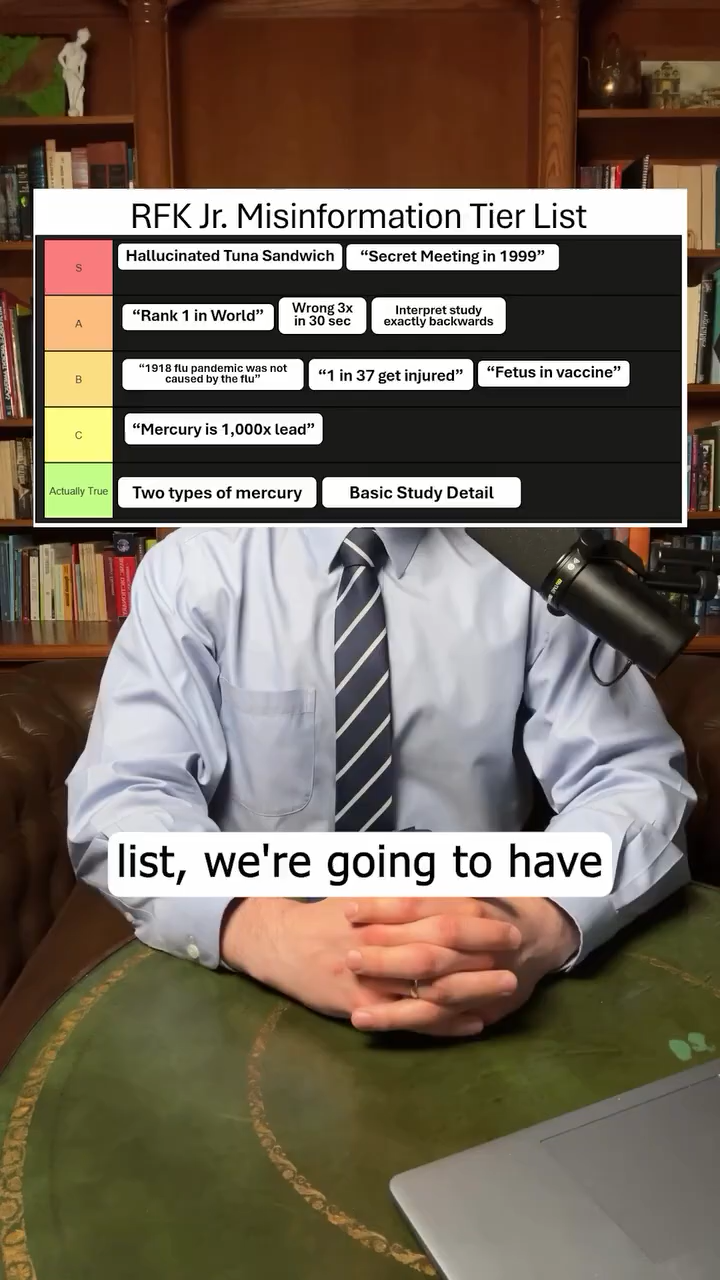 RFK Jr. Misinformation Tier List
S
Hallucinated Tuna Sandwich
“Secret Meeting in 1999”
A
“Rank 1 in World”
Wrong 3x
in 30 sec
Interpret study
exactly backwards
B
“1918 flu pandemic was not
caused by the flu”
“1 in 37 get injured”
“Fetus in vaccine”
C
“Mercury is 1,000x lead”
Actually True
Two types of mercury
Basic Study Detail
list, we're going to have